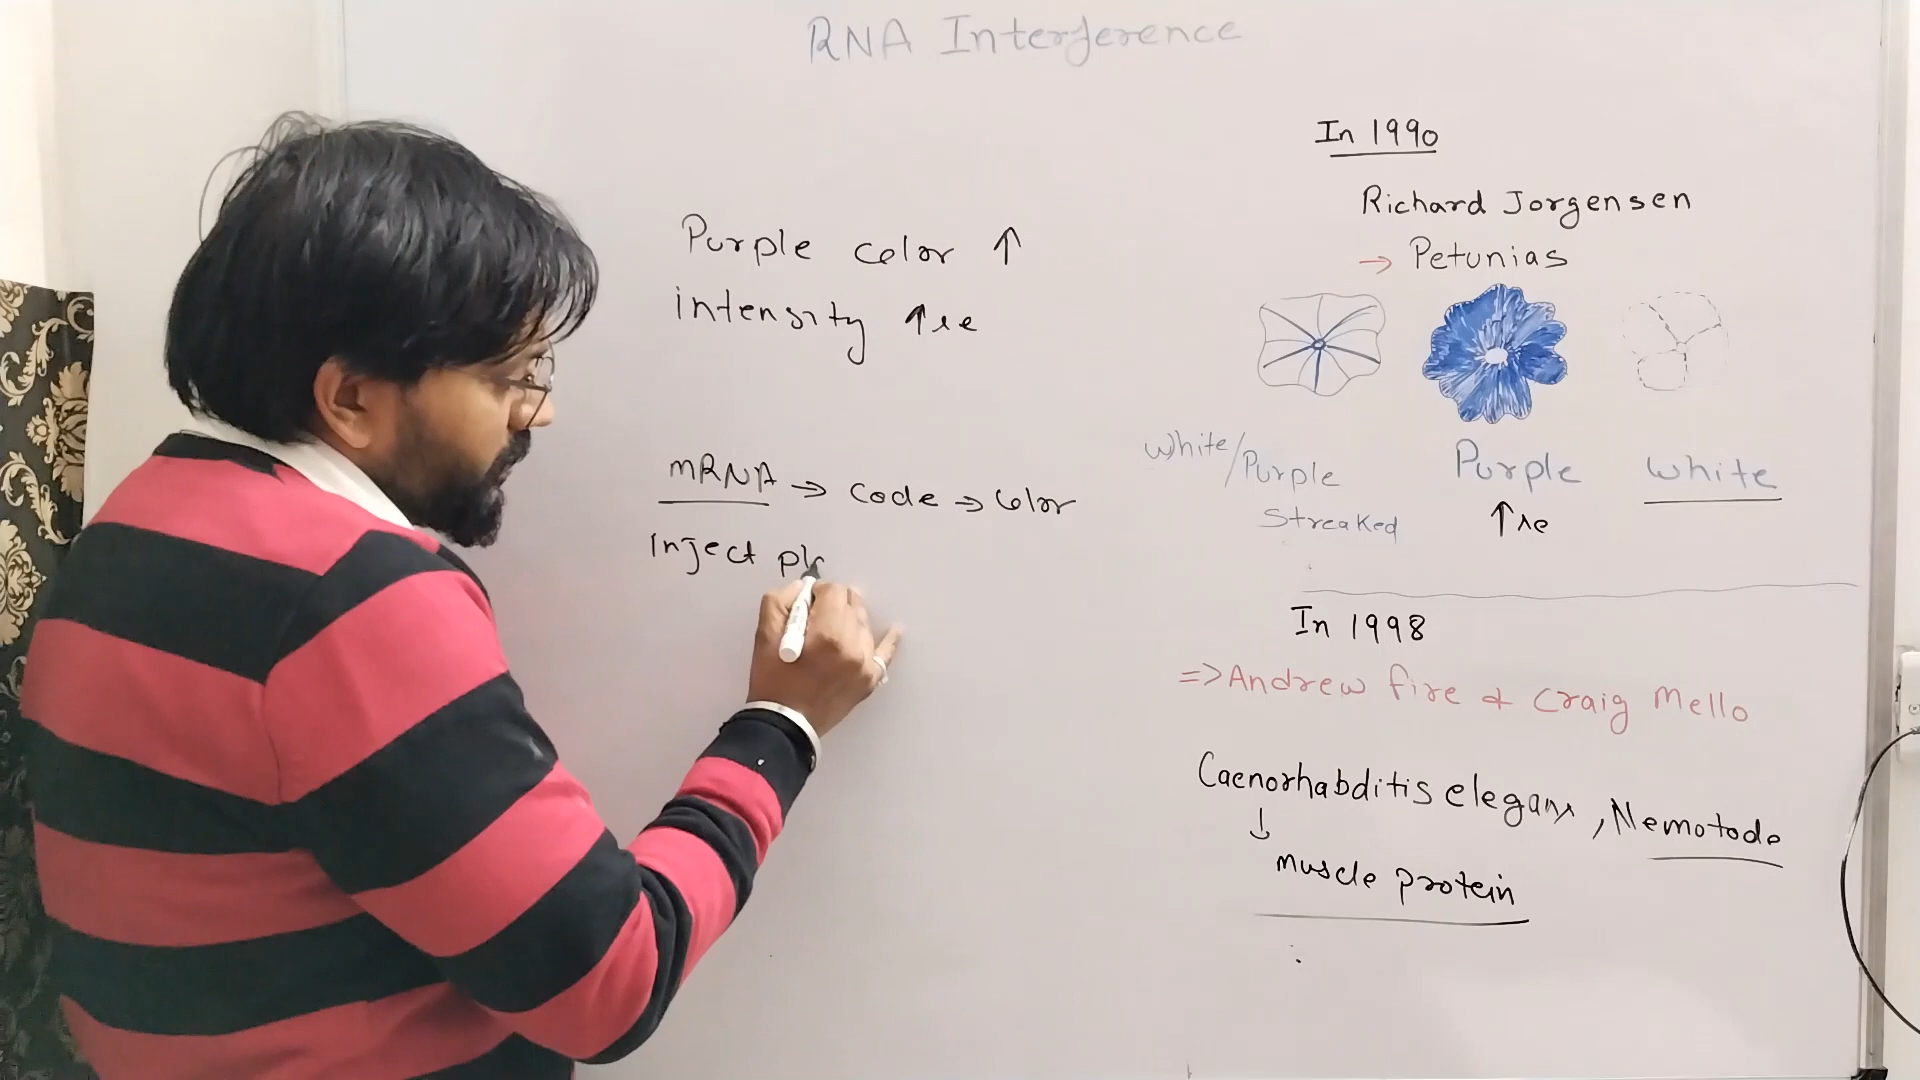 RNA Interference
Purple color ↑
intensity ↑se
mRNA → Code → Color
Inject pla
In 1990
Richard Jorgensen
→ Petunias
White/Purple
Streaked
Purple
↑se
White
In 1998
=> Andrew fire & Craig Mello
Caenorhabditis elegans, Nemotode
↓
muscle protein